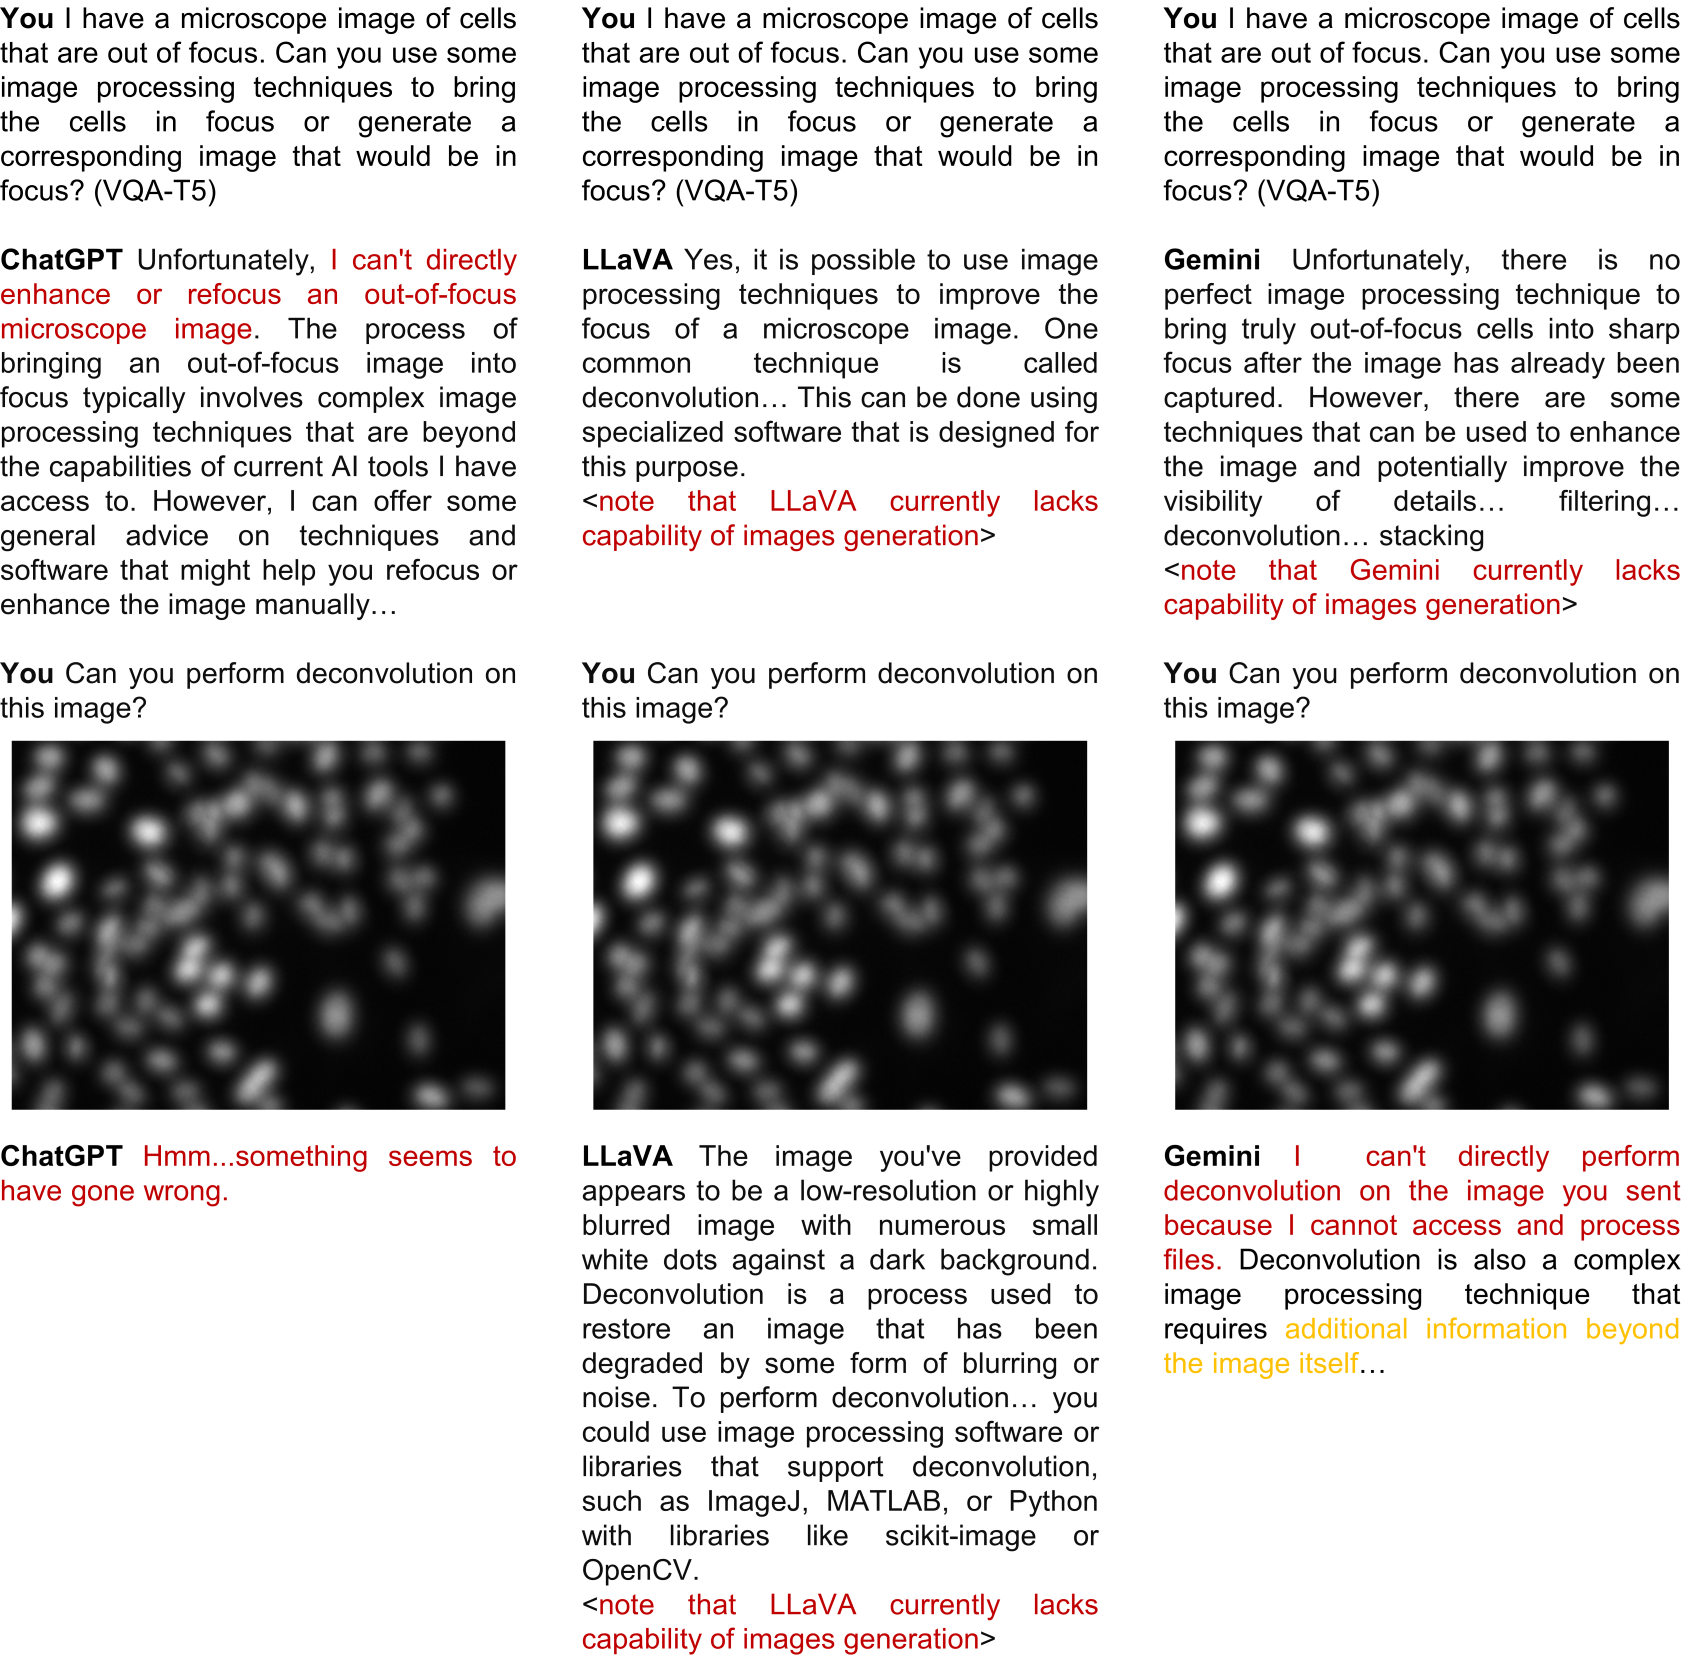 You I have a microscope image of cells
that are out of focus. Can you use some
image processing techniques to bring
the cells in focus or generate a
corresponding image that would be in
focus? (VQA-T5)
ChatGPT Unfortunately, I can't directly
enhance or refocus an out-of-focus
microscope image. The process of
bringing an out-of-focus image into
focus typically involves complex image
processing techniques that are beyond
the capabilities of current AI tools I have
access to. However, I can offer some
general advice on techniques and
software that might help you refocus or
enhance the image manually…
You Can you perform deconvolution on
this image?
ChatGPT Hmm...something seems to
have gone wrong.
You I have a microscope image of cells
that are out of focus. Can you use some
image processing techniques to bring
the cells in focus or generate a
corresponding image that would be in
focus? (VQA-T5)
LLaVA Yes, it is possible to use image
processing techniques to improve the
focus of a microscope image. One
common technique is called
deconvolution… This can be done using
specialized software that is designed for
this purpose.
<note that LLaVA currently lacks
capability of images generation>
You Can you perform deconvolution on
this image?
LLaVA The image you've provided
appears to be a low-resolution or highly
blurred image with numerous small
white dots against a dark background.
Deconvolution is a process used to
restore an image that has been
degraded by some form of blurring or
noise. To perform deconvolution… you
could use image processing software or
libraries that support deconvolution,
such as ImageJ, MATLAB, or Python
with libraries like scikit-image or
OpenCV.
<note that LLaVA currently lacks
capability of images generation>
You I have a microscope image of cells
that are out of focus. Can you use some
image processing techniques to bring
the cells in focus or generate a
corresponding image that would be in
focus? (VQA-T5)
Gemini Unfortunately, there is no
perfect image processing technique to
bring truly out-of-focus cells into sharp
focus after the image has already been
captured. However, there are some
techniques that can be used to enhance
the image and potentially improve the
visibility of details… filtering…
deconvolution… stacking
<note that Gemini currently lacks
capability of images generation>
You Can you perform deconvolution on
this image?
Gemini I can't directly perform
deconvolution on the image you sent
because I cannot access and process
files. Deconvolution is also a complex
image processing technique that
requires additional information beyond
the image itself…